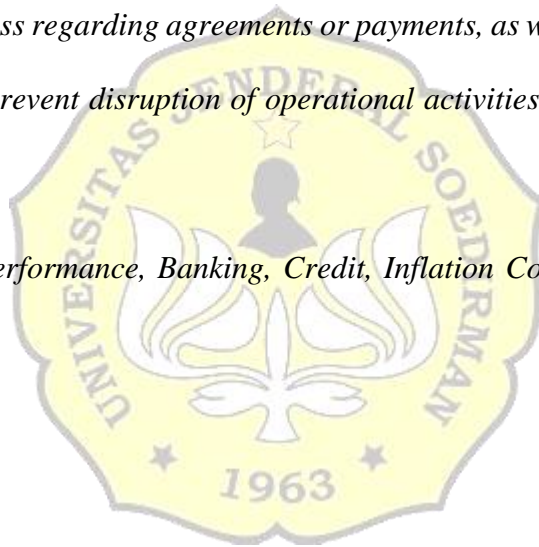 ss regarding agreements or payments, as w
revent disruption of operational activities
erformance, Banking, Credit, Inflation Co
UNIVERSITAS JENDERAL SOEDIRMAN
1963